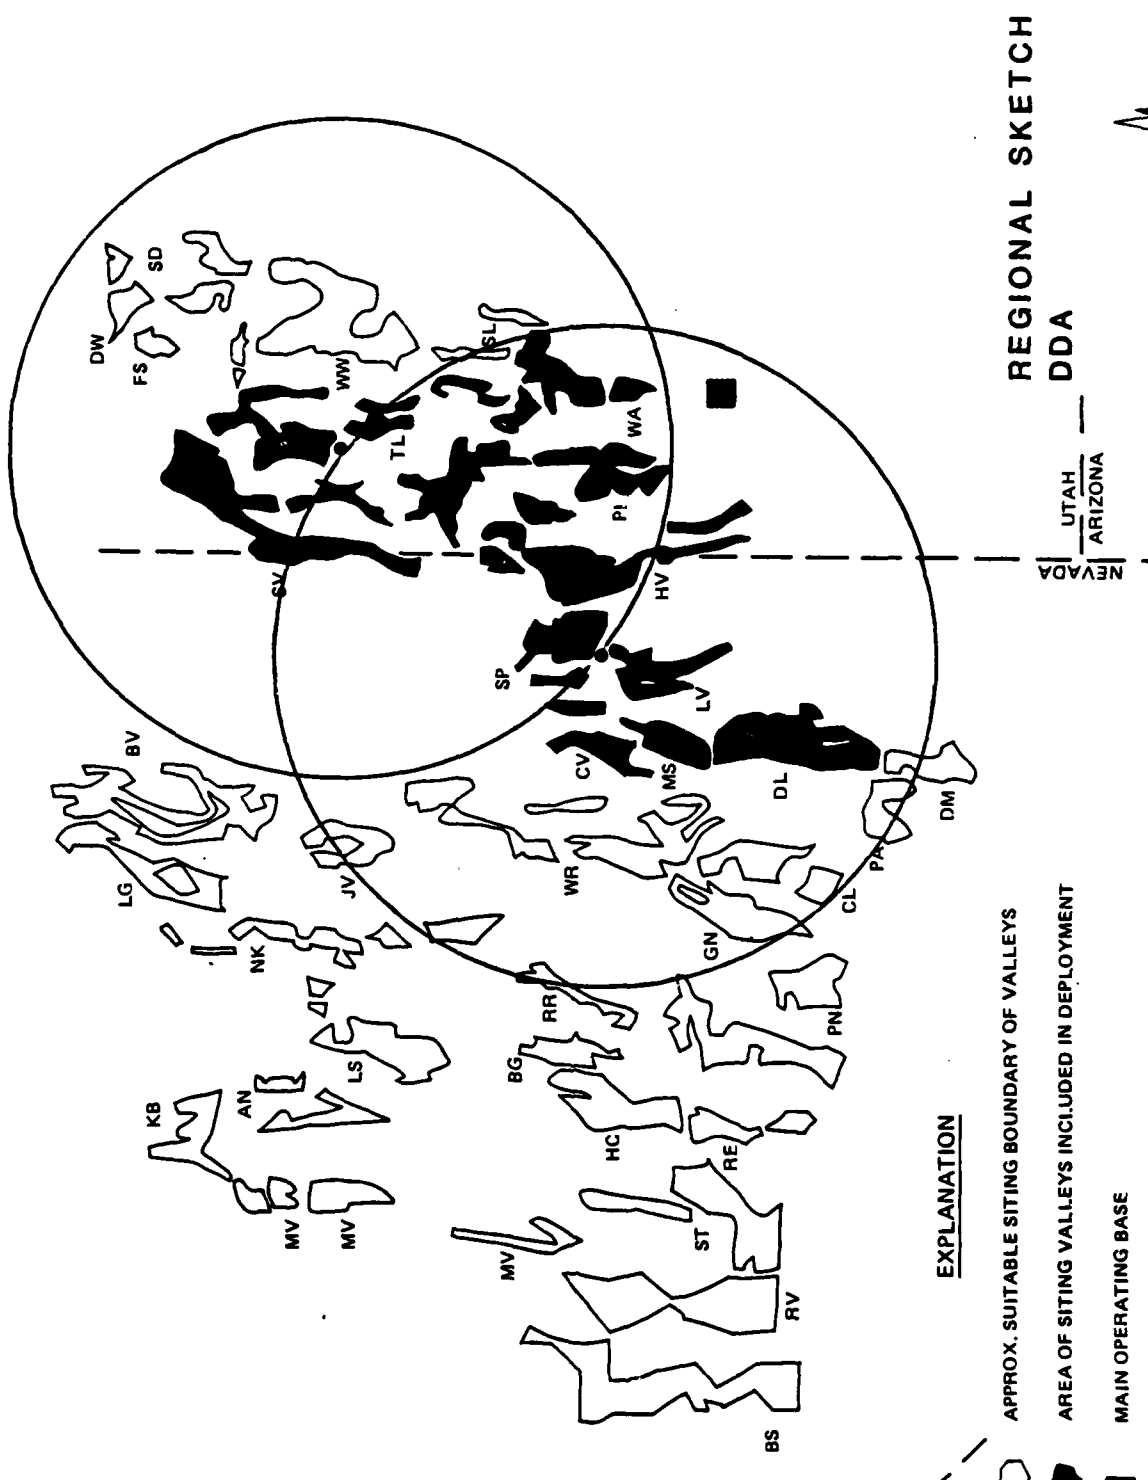 REGIONAL SKETCH
DDA
DW
SD
FS
WW
SL
TL
WA
PI
SV
HV
SP
LV
BV
CV
MS
DL
DM
LG
JV
WR
PA
CL
GN
NK
RR
PN
LS
BG
KB
AN
HC
RE
MV
MV
MV
ST
RV
BS
NEVADA
UTAH
ARIZONA
EXPLANATION
APPROX. SUITABLE SITING BOUNDARY OF VALLEYS
AREA OF SITING VALLEYS INCLUDED IN DEPLOYMENT
MAIN OPERATING BASE